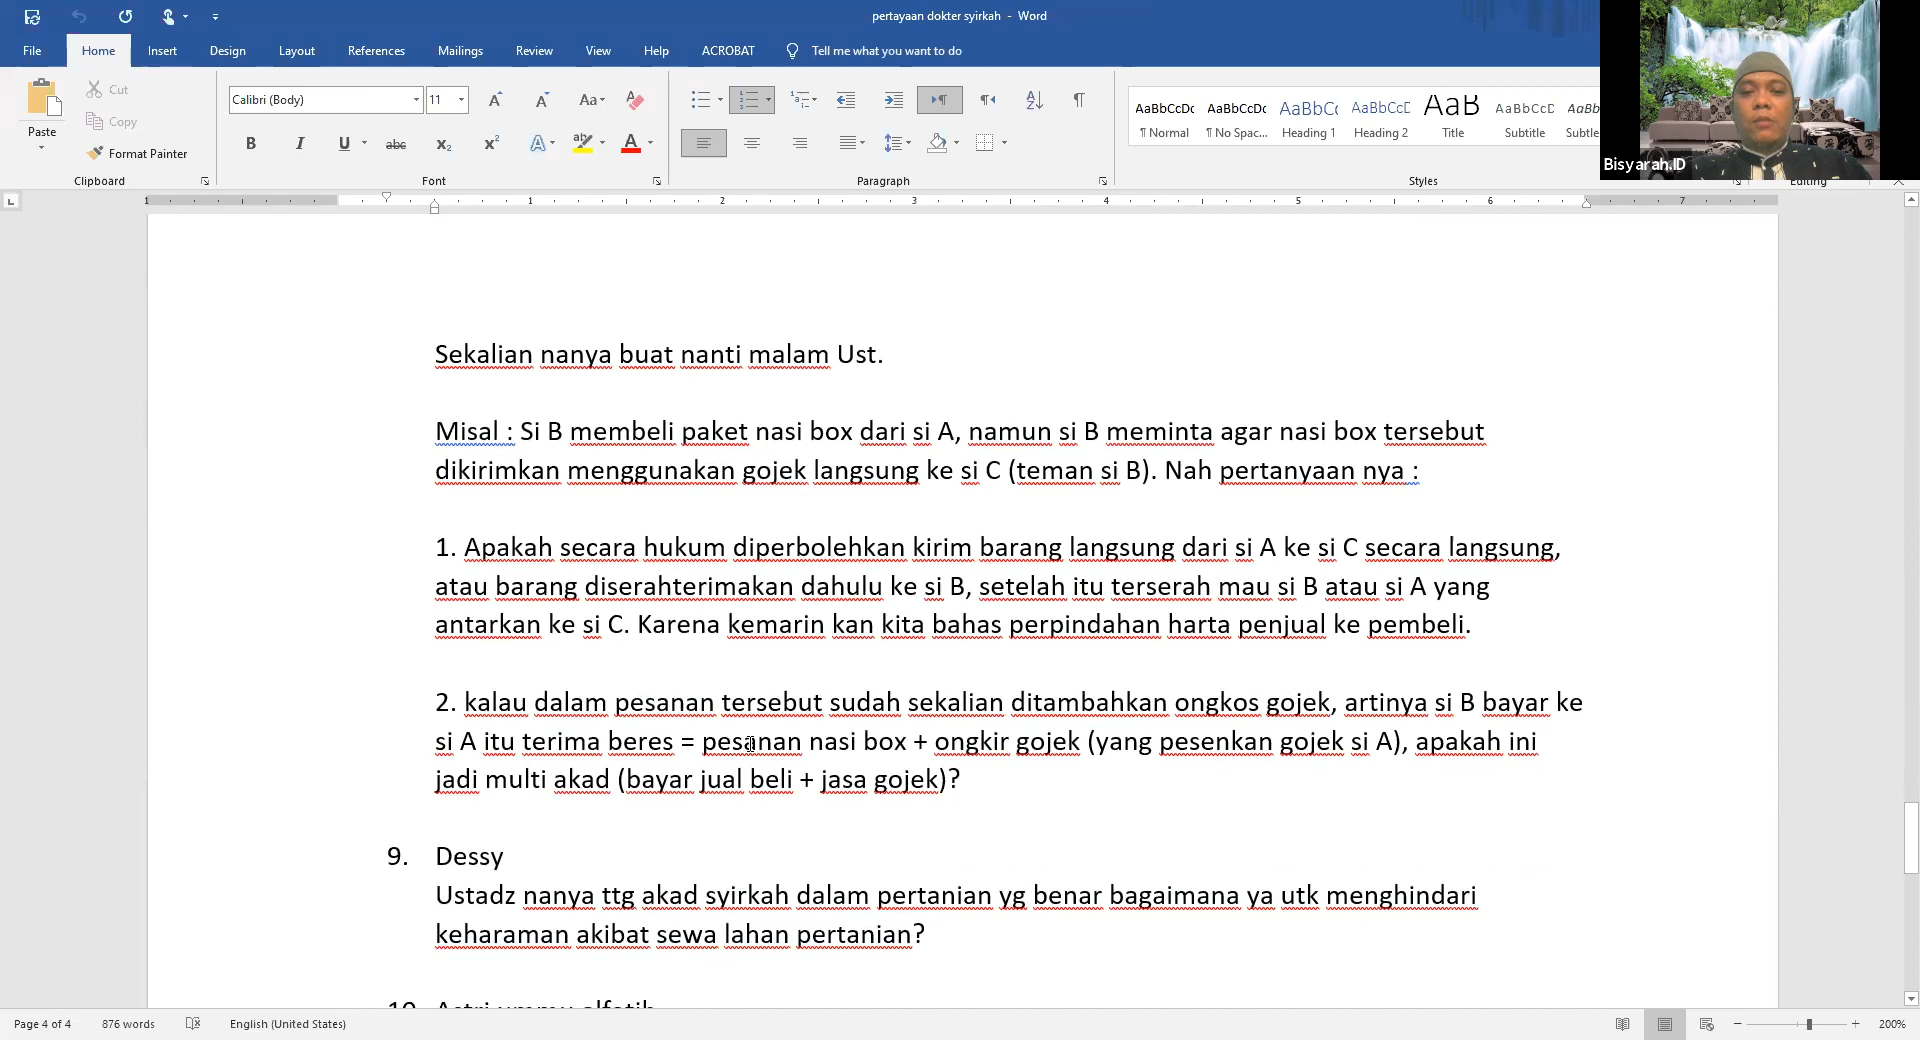 pertayaan dokter syirkah - Word
File Home Insert Design Layout References Mailings Review View Help ACROBAT Tell me what you want to do
Paste
Cut
Copy
Format Painter
Calibri (Body) 11
AaBbCcDc AaBbCcDc AaBbCc AaBbCcE AaB AaBbCcD
¶ Normal ¶ No Spac... Heading 1 Heading 2 Title Subtitle Subtle
Clipboard Font Paragraph Styles Editing
Bisyarah.ID
Sekalian nanya buat nanti malam Ust.
Misal : Si B membeli paket nasi box dari si A, namun si B meminta agar nasi box tersebut
dikirimkan menggunakan gojek langsung ke si C (teman si B). Nah pertanyaan nya :
1. Apakah secara hukum diperbolehkan kirim barang langsung dari si A ke si C secara langsung,
atau barang diserahterimakan dahulu ke si B, setelah itu terserah mau si B atau si A yang
antarkan ke si C. Karena kemarin kan kita bahas perpindahan harta penjual ke pembeli.
2. kalau dalam pesanan tersebut sudah sekalian ditambahkan ongkos gojek, artinya si B bayar ke
si A itu terima beres = pesanan nasi box + ongkir gojek (yang pesenkan gojek si A), apakah ini
jadi multi akad (bayar jual beli + jasa gojek)?
9. Dessy
Ustadz nanya ttg akad syirkah dalam pertanian yg benar bagaimana ya utk menghindari
keharaman akibat sewa lahan pertanian?
Page 4 of 4 876 words English (United States) 200%